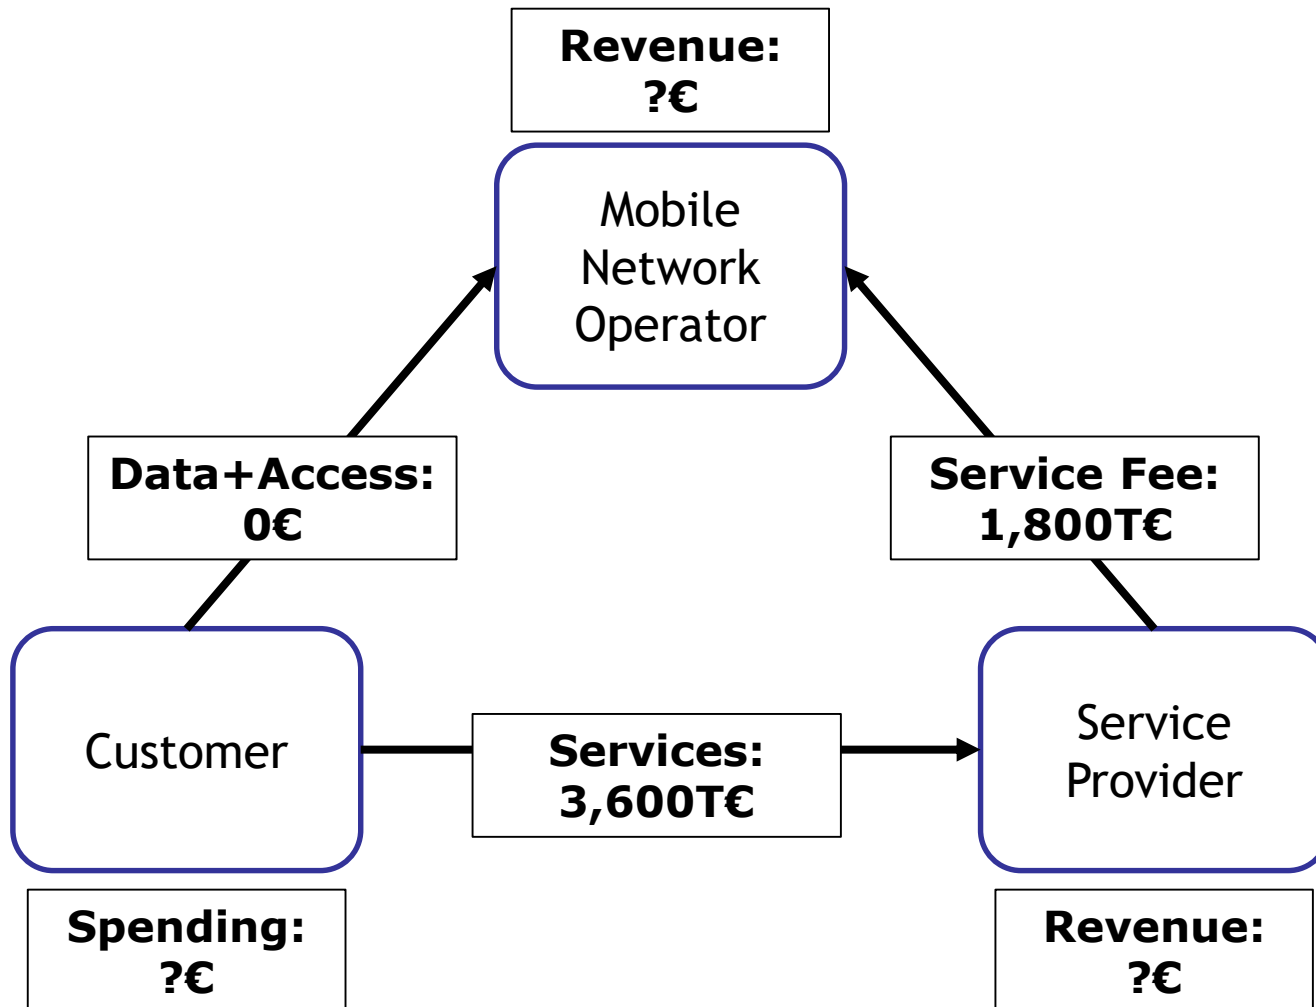 Revenue:
?€
Mobile
Network
Operator
Data+Access:
0€
Service Fee:
1,800T€
Customer
Services:
3,600T€
Service
Provider
Spending:
?€
Revenue:
?€